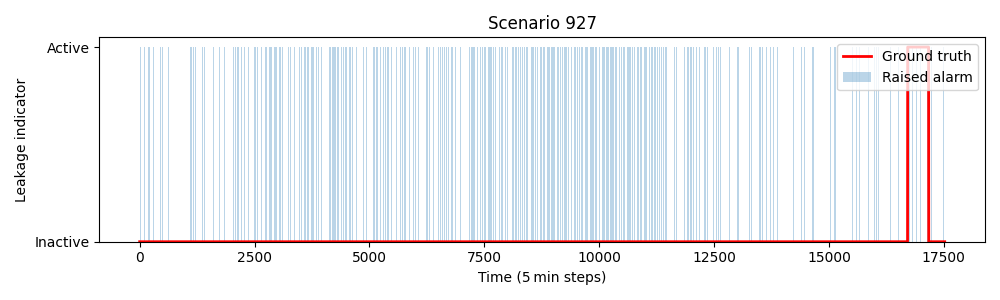 Scenario 927
Active
Ground truth
Raised alarm
Leakage indicator
Inactive
0 2500 5000 7500 10000 12500 15000 17500
Time (5 min steps)